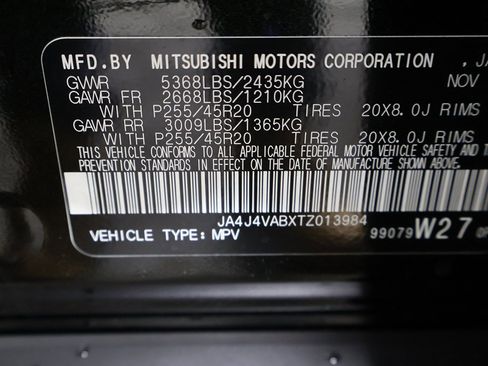 MFD.BY MITSUBISHI MOTORS CORPORATION , JA
GVWR 5368LBS/2435KG NOV
GAWR FR 2668LBS/1210KG
WITH P255/45R20 TIRES 20X8.0J RIMS
GAWR RR 3009LBS/1365KG
WITH P255/45R20 TIRES 20X8.0J RIMS
THIS VEHICLE CONFORMS TO ALL APPLICABLE FEDERAL MOTOR VEHICLE SAFETY AND T
PREVENTION STANDARDS IN EFFECT ON THE DATE OF MANUFACTURE SHOWN ABOVE.
JA4J4VABXTZ013984
VEHICLE TYPE: MPV 99079 W27 OP